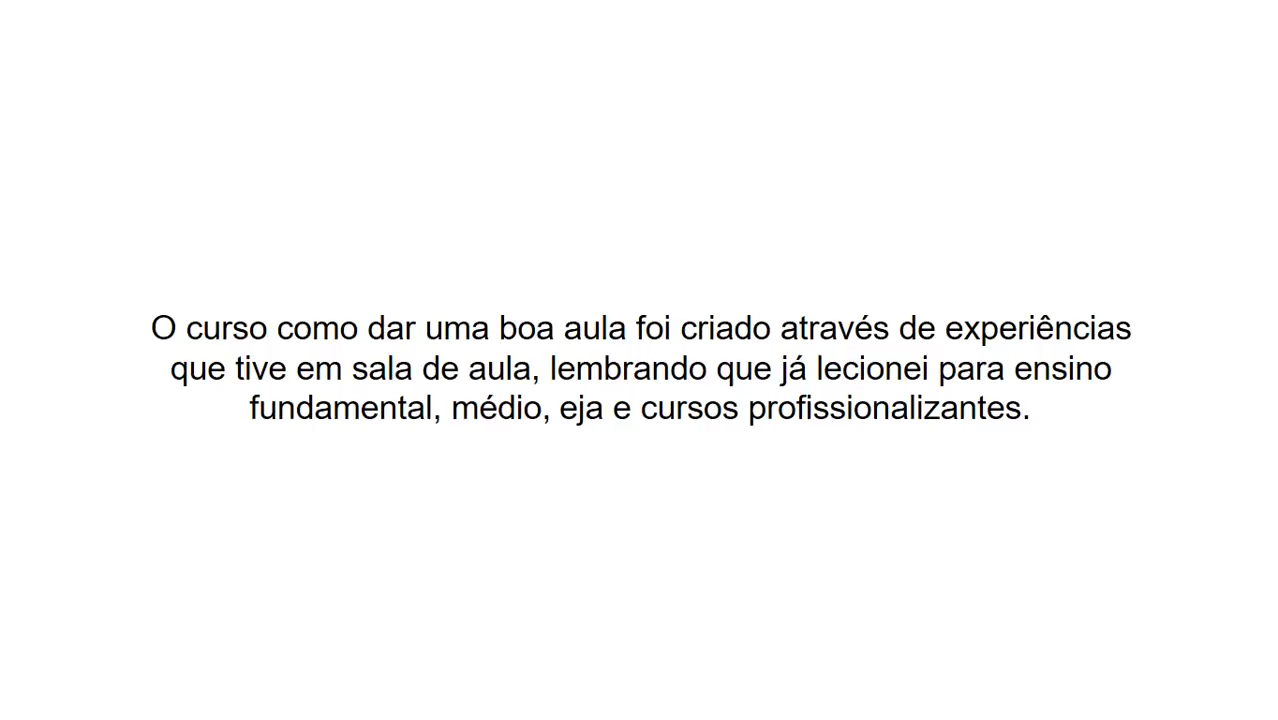 O curso como dar uma boa aula foi criado através de experiências
que tive em sala de aula, lembrando que já lecionei para ensino
fundamental, médio, eja e cursos profissionalizantes.